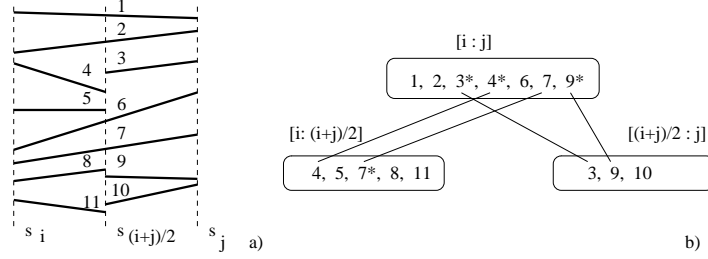 1
2
3
4
5
6
7
8 9
10
11
s i s (i+j)/2 s j a)
[i : j]
1, 2, 3*, 4*, 6, 7, 9*
[i: (i+j)/2] [(i+j)/2 : j]
4, 5, 7*, 8, 11 3, 9, 10
b)